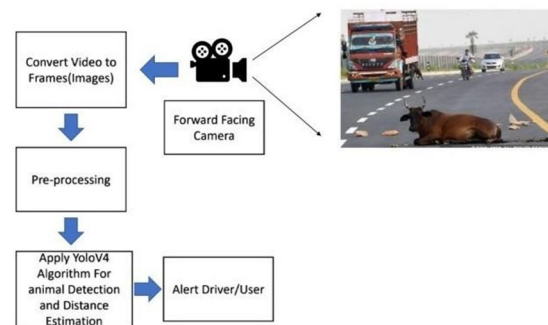 Convert Video to
Frames(Images)
Forward Facing
Camera
Pre-processing
Apply YoloV4
Algorithm For
animal Detection
and Distance
Estimation
Alert Driver/User